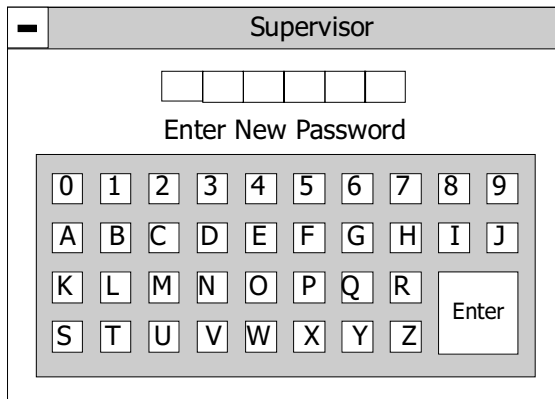 Supervisor
Enter New Password
0 1 2 3 4 5 6 7 8 9
A B C D E F G H I J
K L M N O P Q R
Enter
S T U V W X Y Z